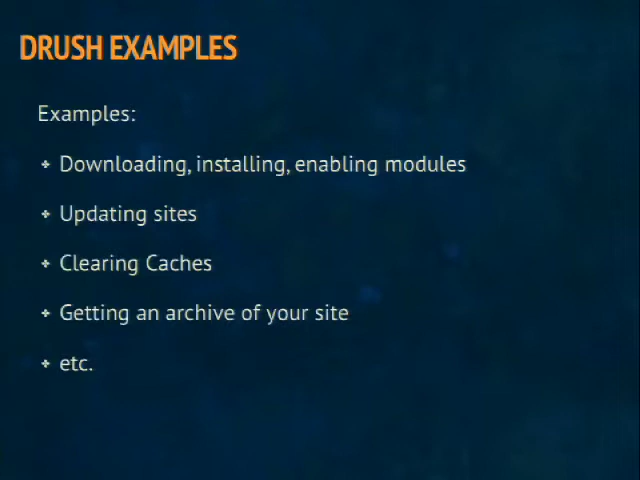 DRUSH EXAMPLES
Examples:
Downloading, installing, enabling modules
Updating sites
Clearing Caches
Getting an archive of your site
etc.